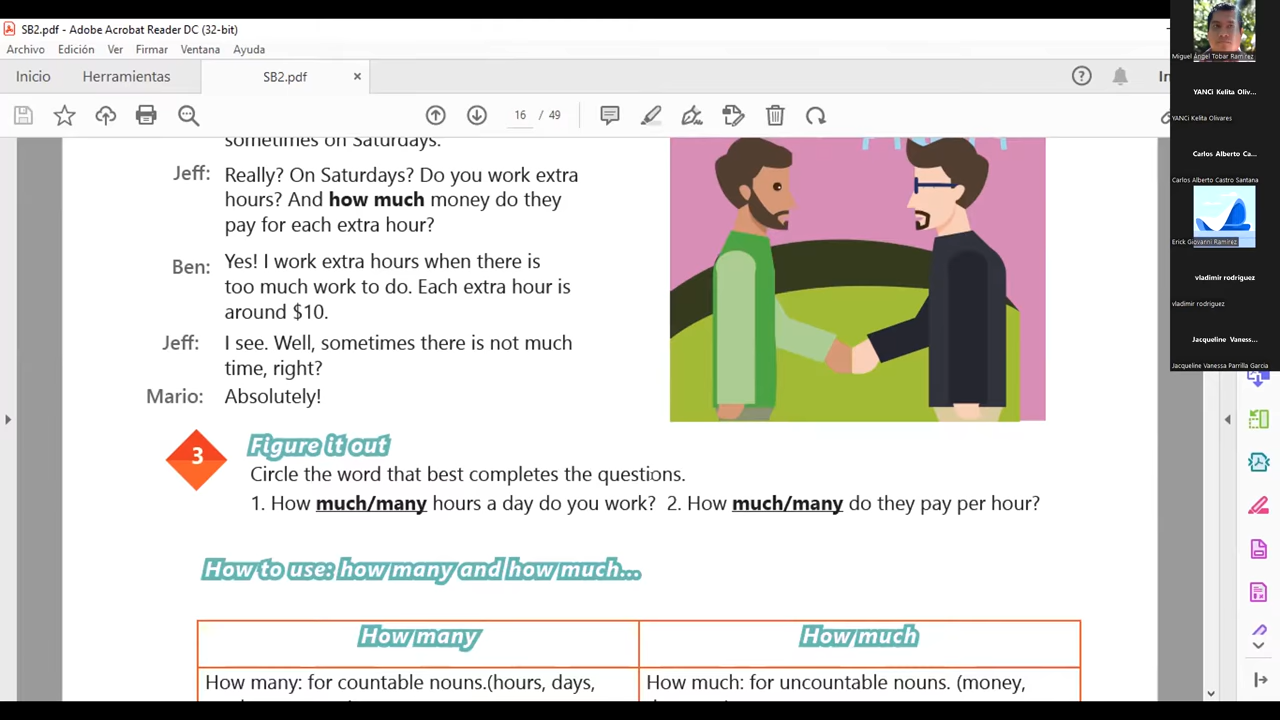 SB2.pdf - Adobe Acrobat Reader DC (32-bit)
Archivo Edición Ver Firmar Ventana Ayuda
Inicio Herramientas SB2.pdf ×
16 / 49
sometimes on Saturdays.
Jeff: Really? On Saturdays? Do you work extra
hours? And how much money do they
pay for each extra hour?
Ben: Yes! I work extra hours when there is
too much work to do. Each extra hour is
around $10.
Jeff: I see. Well, sometimes there is not much
time, right?
Mario: Absolutely!
3 Figure it out
Circle the word that best completes the questions.
1. How much/many hours a day do you work? 2. How much/many do they pay per hour?
How to use: how many and how much...
How many How much
How many: for countable nouns.(hours, days,
How much: for uncountable nouns. (money,
Miguel Ángel Tobar Ramirez
YANCi Kelita Oliv...
YANCi Kelita Olivares
Carlos Alberto Ca...
Carlos Alberto Castro Santana
Erick Giovanni Ramirez
vladimir rodriguez
vladimir rodriguez
Jacqueline Vaness...
Jacqueline Vanessa Parrilla Garcia